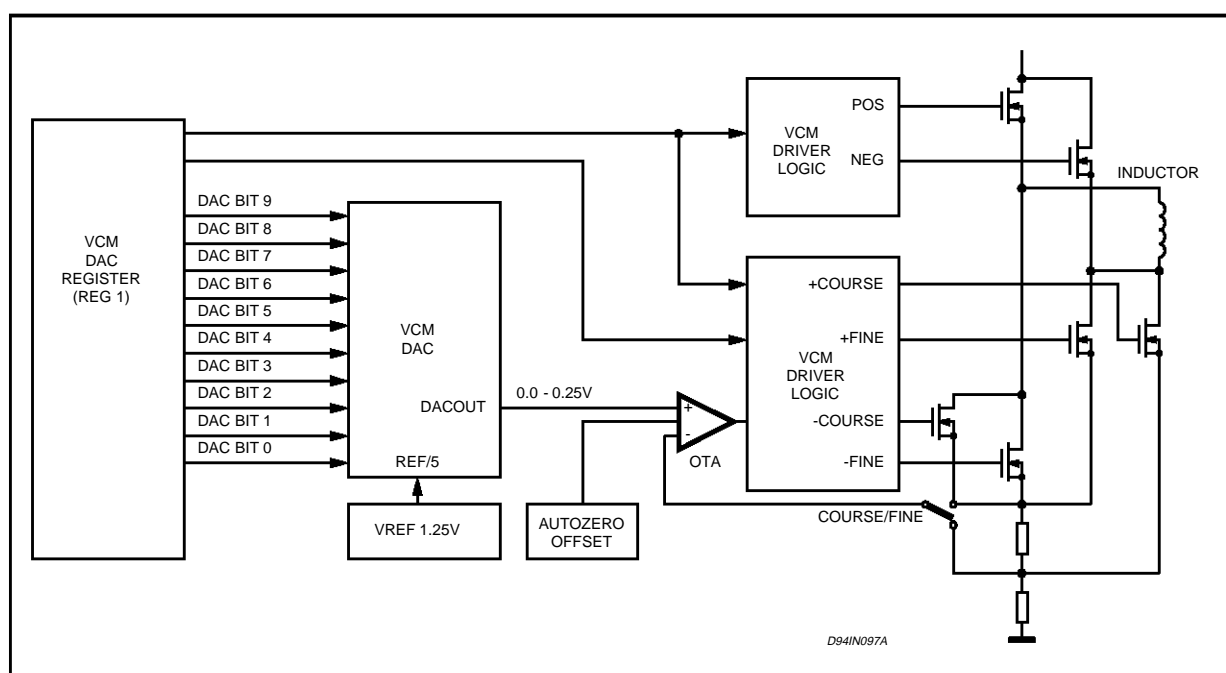 VCM
DAC
REGISTER
(REG 1)
DAC BIT 9
DAC BIT 8
DAC BIT 7
DAC BIT 6
DAC BIT 5
DAC BIT 4
DAC BIT 3
DAC BIT 2
DAC BIT 1
DAC BIT 0
VCM
DAC
DACOUT
REF/5
VREF 1.25V
0.0 - 0.25V
AUTOZERO
OFFSET
+
-
OTA
VCM
DRIVER
LOGIC
POS
NEG
VCM
DRIVER
LOGIC
+COURSE
+FINE
-COURSE
-FINE
COURSE/FINE
INDUCTOR
D94IN097A